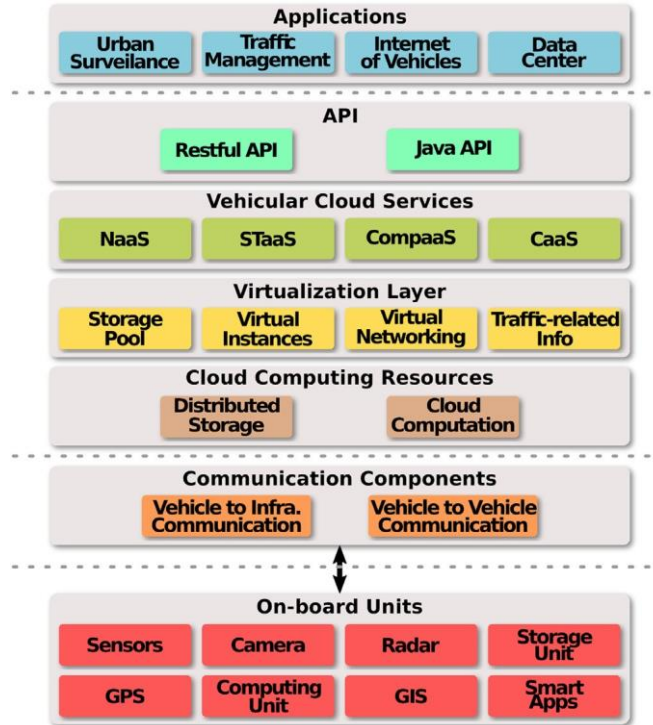 Applications
Urban
Surveilance
Traffic
Management
Internet
of Vehicles
Data
Center
API
Restful API
Java API
Vehicular Cloud Services
NaaS
STaaS
CompaaS
CaaS
Virtualization Layer
Storage
Pool
Virtual
Instances
Virtual
Networking
Traffic-related
Info
Cloud Computing Resources
Distributed
Storage
Cloud
Computation
Communication Components
Vehicle to Infra.
Communication
Vehicle to Vehicle
Communication
On-board Units
Sensors
Camera
Radar
Storage
Unit
GPS
Computing
Unit
GIS
Smart
Apps